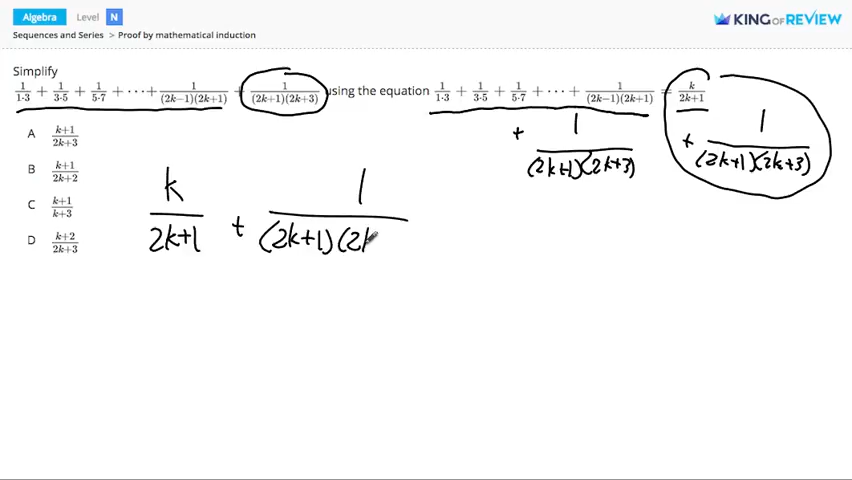 Algebra Level N KING OF REVIEW
Sequences and Series > Proof by mathematical induction
Simplify
1/(1·3) + 1/(3·5) + 1/(5·7) + ⋯ + 1/((2k−1)(2k+1)) + 1/((2k+1)(2k+3)) using the equation 1/(1·3) + 1/(3·5) + 1/(5·7) + ⋯ + 1/((2k−1)(2k+1)) = k/(2k+1)
+ 1/((2k+1)(2k+3)) + 1/((2k+1)(2k+3))
A (k+1)/(2k+3)
B (k+1)/(2k+2)
C (k+1)/(k+3)
D (k+2)/(2k+3)
k/(2k+1) + 1/((2k+1)(2k